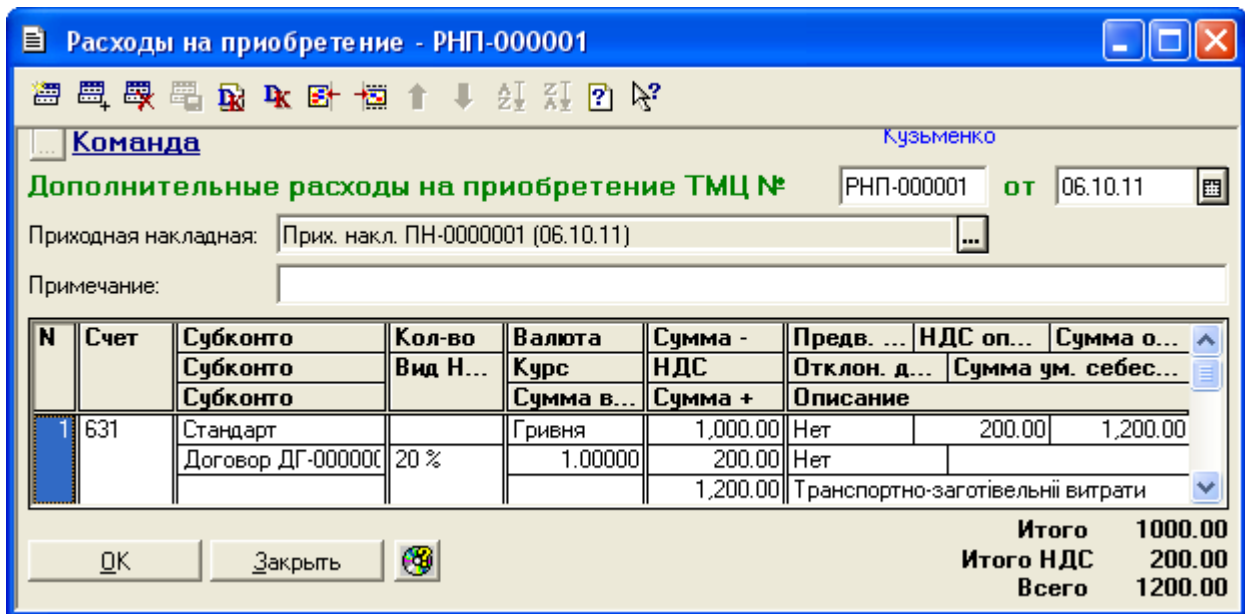 Расходы на приобретение - РНП-000001
... Команда Кузьменко
Дополнительные расходы на приобретение ТМЦ № РНП-000001 от 06.10.11
Приходная накладная: Прих. накл. ПН-0000001 (06.10.11) ...
Примечание:
N Счет Субконто Кол-во Валюта Сумма - Предв. ... НДС оп... Сумма о...
Субконто Вид Н... Курс НДС Отклон. д... Сумма ум. себес...
Субконто Сумма в... Сумма + Описание
1 631 Стандарт Гривня 1,000.00 Нет 200.00 1,200.00
Договор ДГ-000000 20 % 1.00000 200.00 Нет
1,200.00 Транспортно-заготівельніі витрати
Итого 1000.00
OK Закрыть Итого НДС 200.00
Всего 1200.00